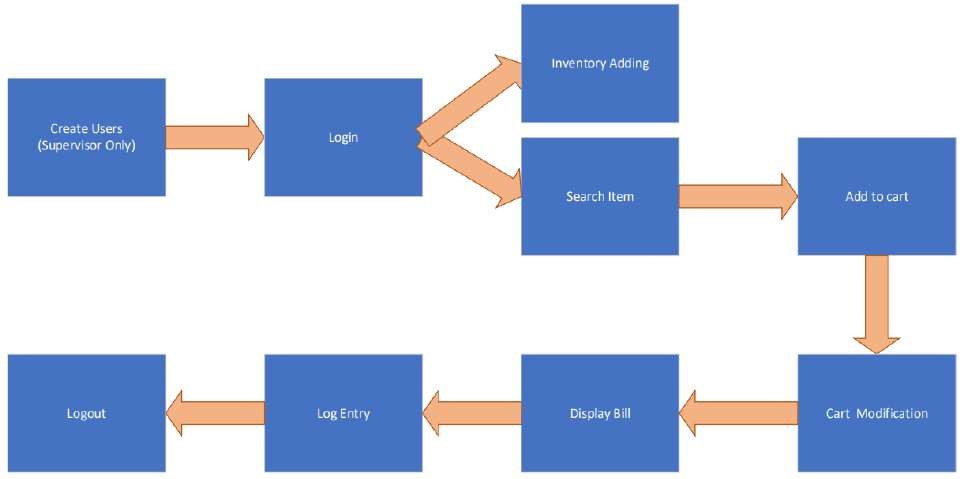 Inventory Adding
Create Users
(Supervisor Only)
Login
Search Item
Add to cart
Logout
Log Entry
Display Bill
Cart  Modification